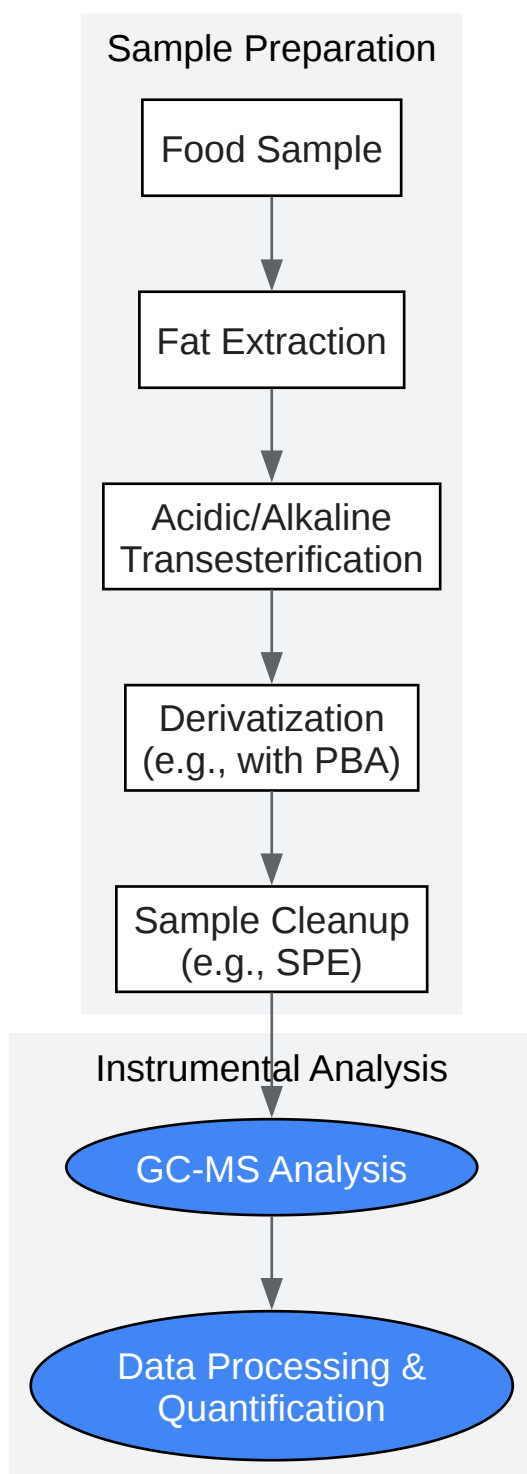 Sample Preparation
Food Sample
Fat Extraction
Acidic/Alkaline
Transesterification
Derivatization
(e.g., with PBA)
Sample Cleanup
(e.g., SPE)
Instrumental Analysis
GC-MS Analysis
Data Processing &
Quantification